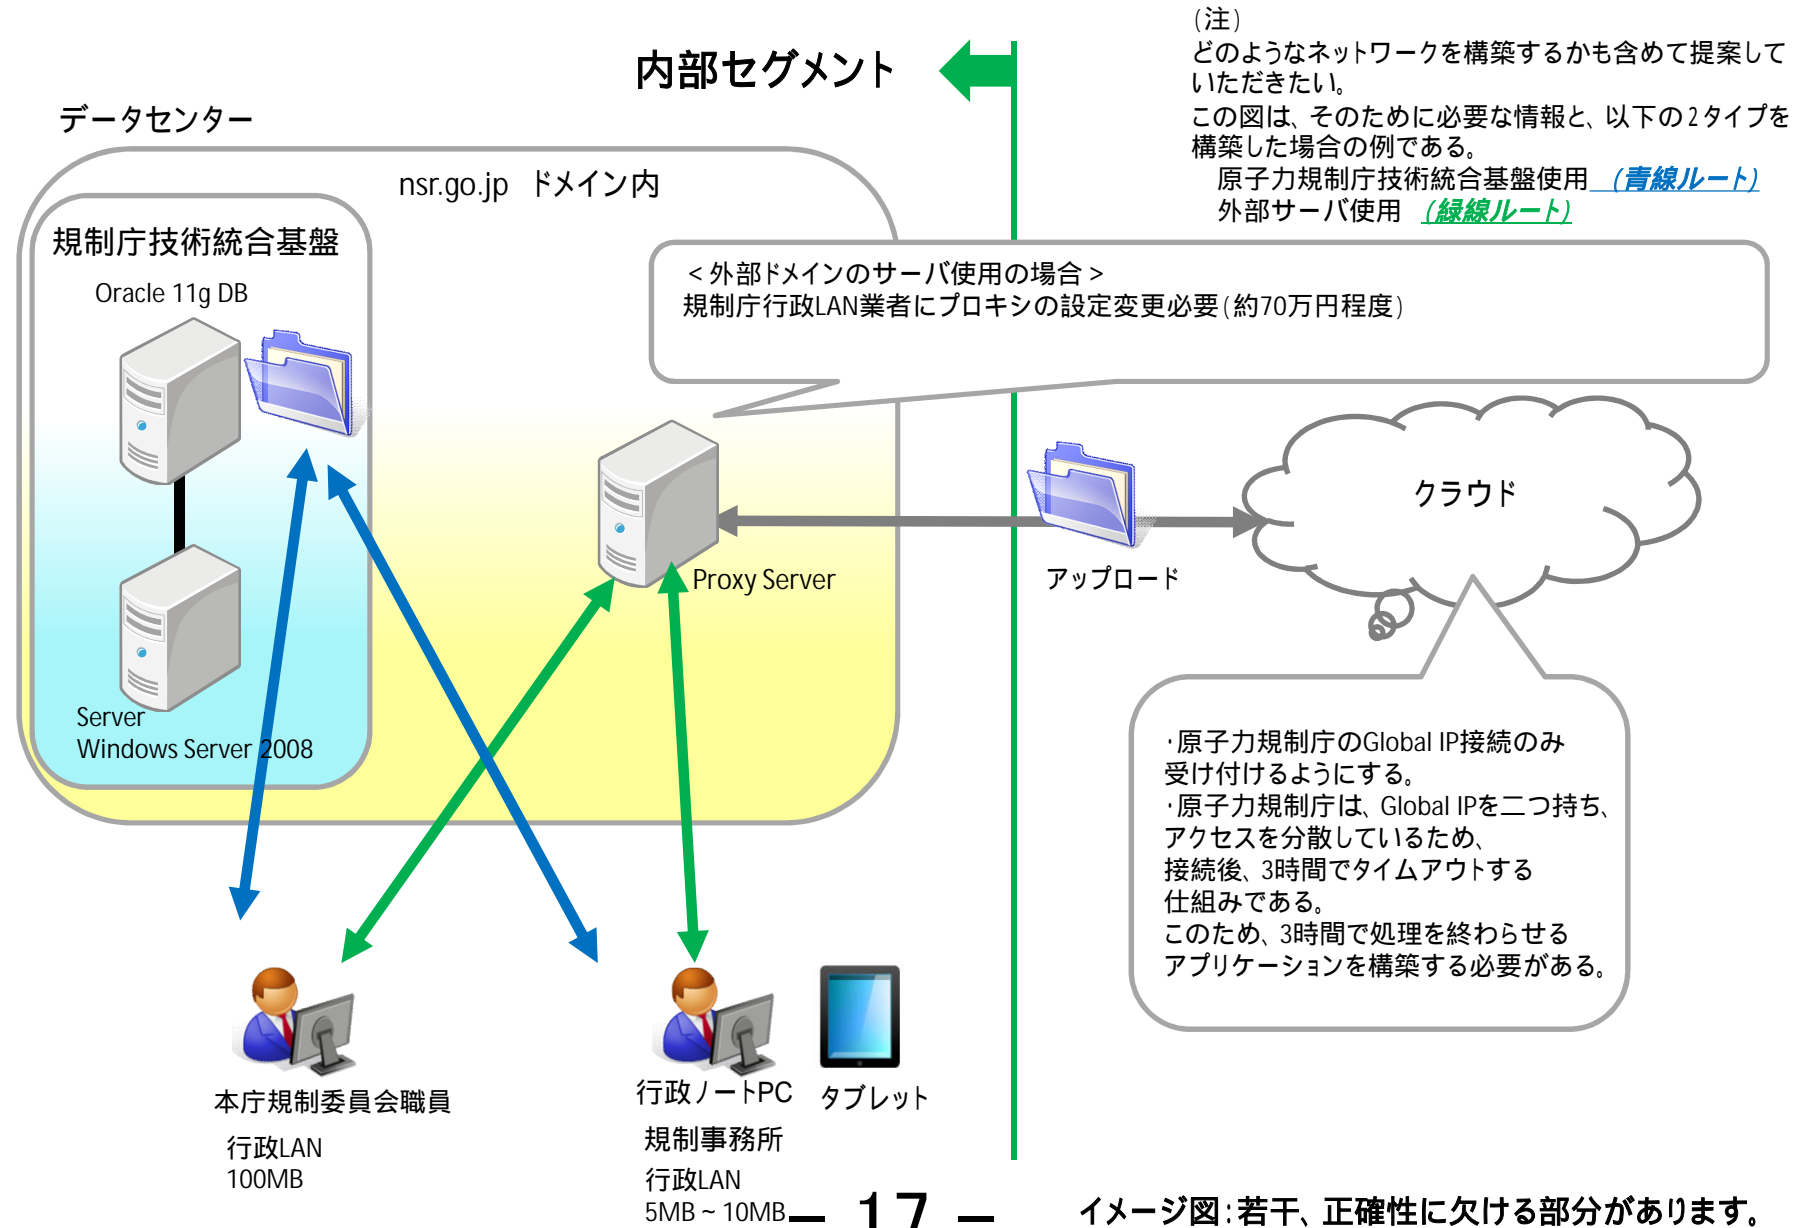 (注)
どのようなネットワークを構築するかも含めて提案して
いただきたい。
この図は、そのために必要な情報と、以下の2タイプを
構築した場合の例である。
原子力規制庁技術統合基盤使用　(青線ルート)
外部サーバ使用　(緑線ルート)
内部セグメント
データセンター
nsr.go.jp　ドメイン内
規制庁技術統合基盤
Oracle 11g DB
＜外部ドメインのサーバ使用の場合＞
規制庁行政LAN業者にプロキシの設定変更必要(約70万円程度)
クラウド
Proxy Server
アップロード
Server
Windows Server 2008
・原子力規制庁のGlobal IP接続のみ
受け付けるようにする。
・原子力規制庁は、Global IPを二つ持ち、
アクセスを分散しているため、
接続後、3時間でタイムアウトする
仕組みである。
このため、3時間で処理を終わらせる
アプリケーションを構築する必要がある。
本庁規制委員会職員
行政LAN
100MB
行政ノートPC
タブレット
規制事務所
行政LAN
5MB～10MB
－ 17 －
イメージ図：若干、正確性に欠ける部分があります。